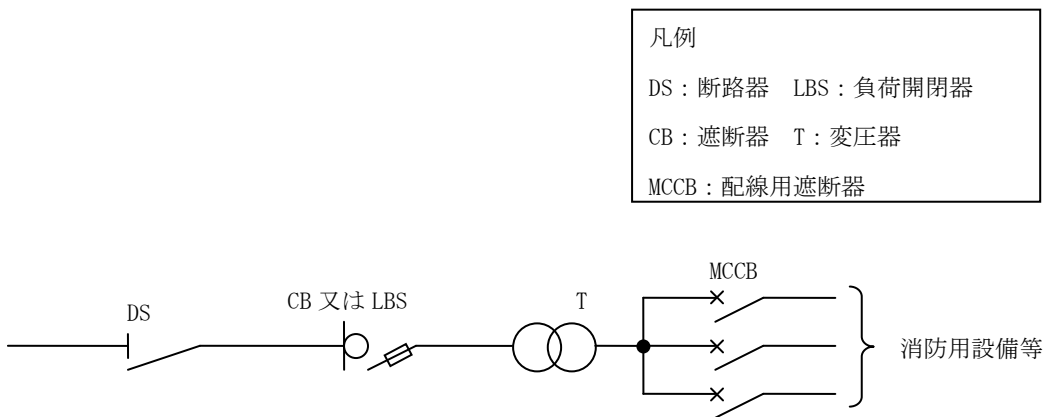 凡例
DS：断路器　LBS：負荷開閉器
CB：遮断器　T：変圧器
MCCB：配線用遮断器
MCCB
CB 又は LBS
T
DS
消防用設備等